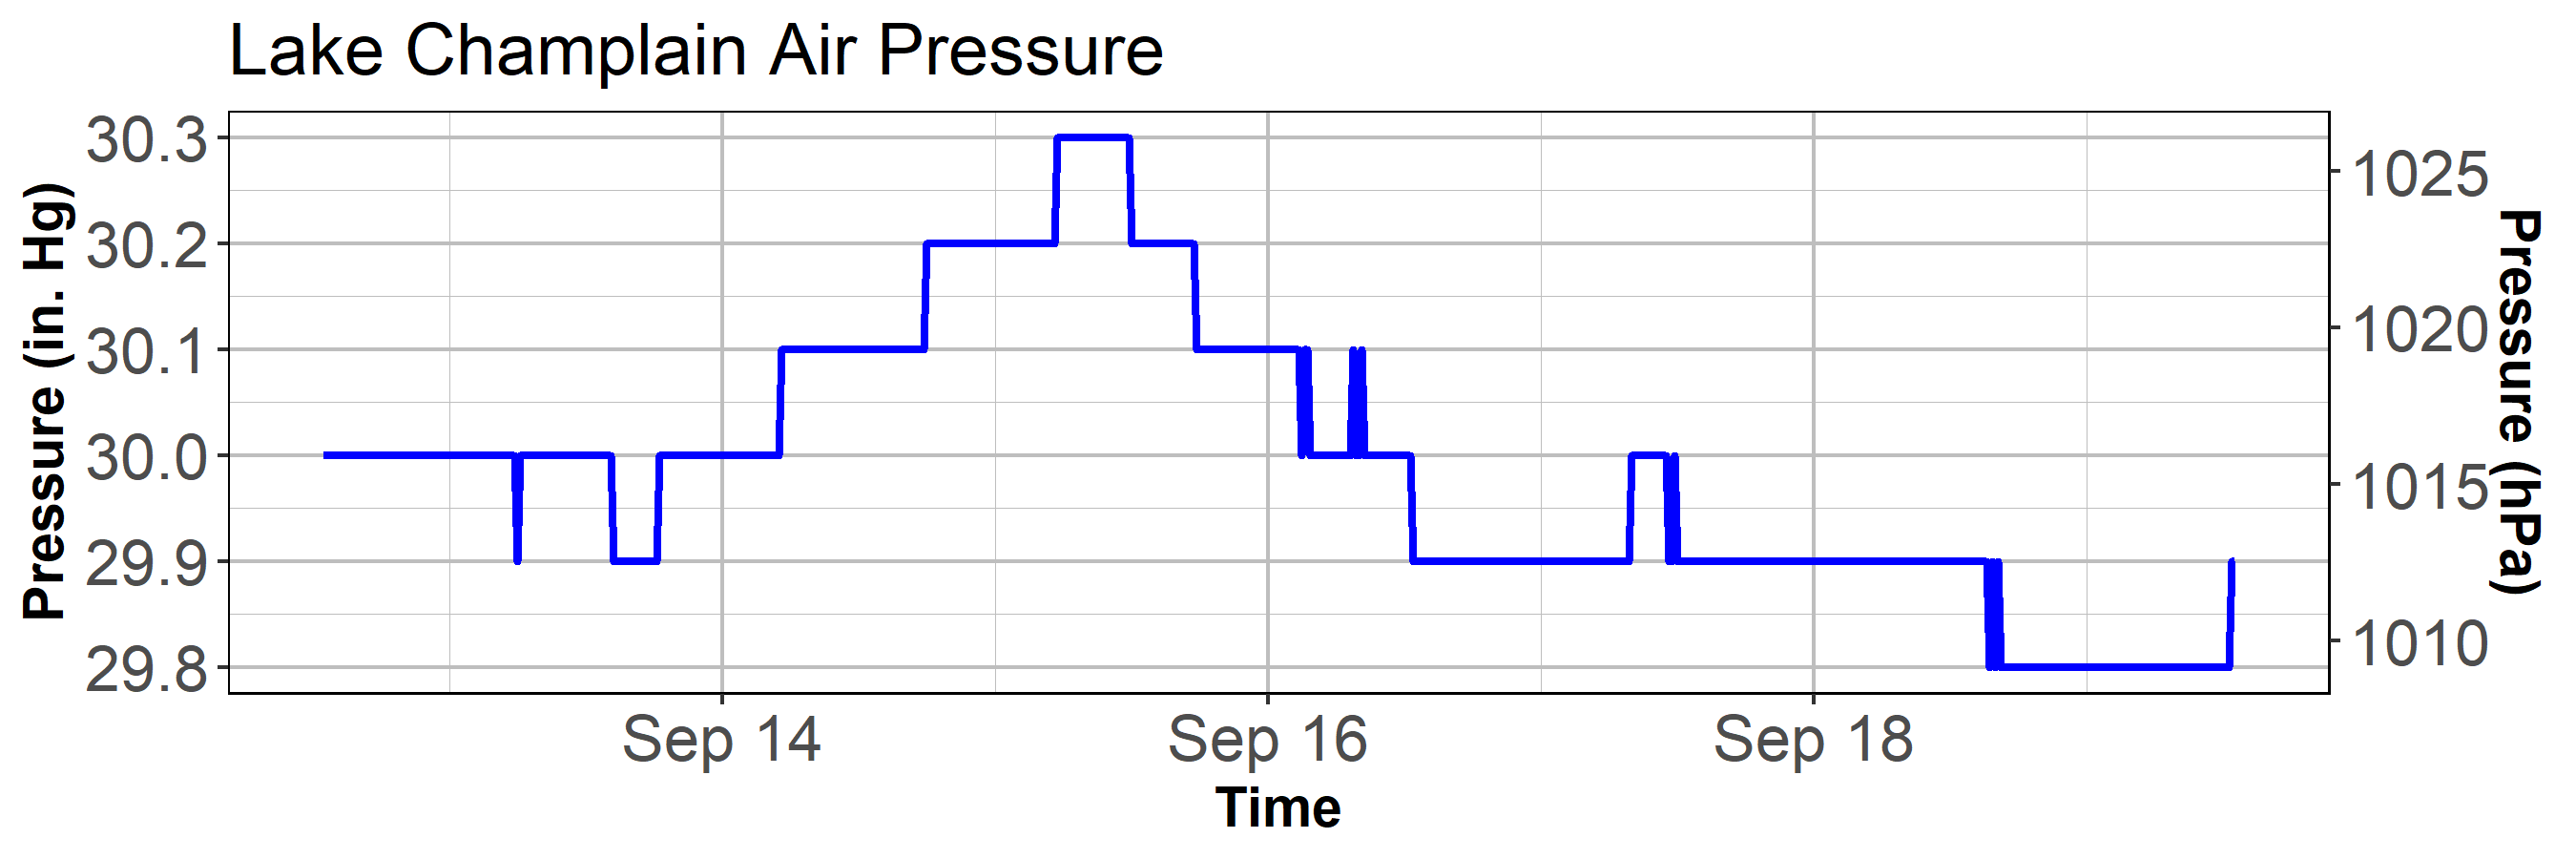 Lake Champlain Air Pressure
Pressure (in. Hg)
30.3
30.2
30.1
30.0
29.9
29.8
1025
1020
1015
1010
Pressure (hPa)
Sep 14 Sep 16 Sep 18
Time